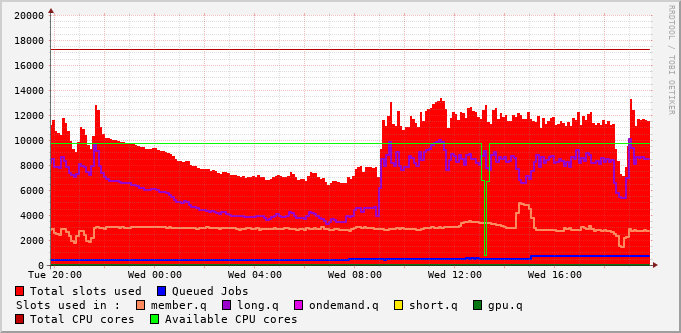 20000
18000
16000
14000
12000
10000
8000
6000
4000
2000
0
Tue 20:00 Wed 00:00 Wed 04:00 Wed 08:00 Wed 12:00 Wed 16:00
RRDTOOL / TOBI OETIKER
Total slots used Queued Jobs
Slots used in : member.q long.q ondemand.q short.q gpu.q
Total CPU cores Available CPU cores